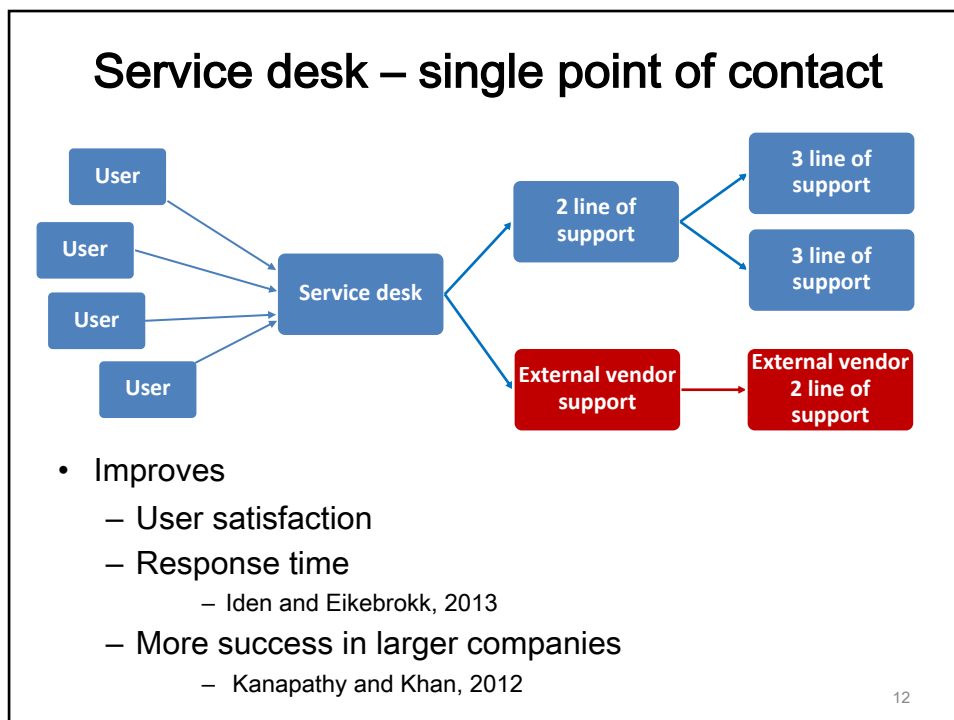 Service desk – single point of contact
User
User
User
User
Service desk
2 line of
support
3 line of
support
3 line of
support
External vendor
support
External vendor
2 line of
support
• Improves
– User satisfaction
– Response time
– Iden and Eikebrokk, 2013
– More success in larger companies
– Kanapathy and Khan, 2012
12